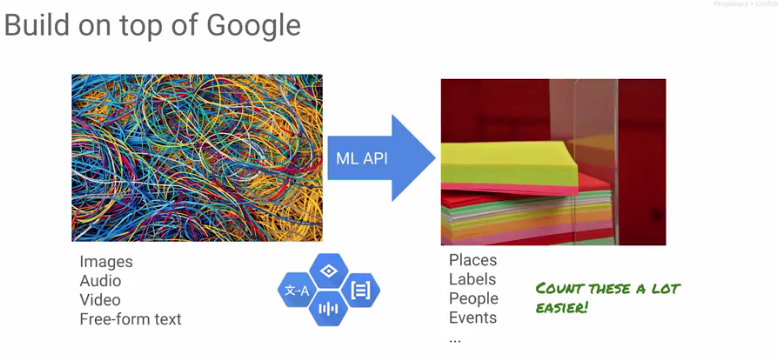 Proprietary + Confid
Build on top of Google
ML API
Images
Audio
Video
Free-form text
文-A
Places
Labels
People
Events
...
Count these a lot
easier!